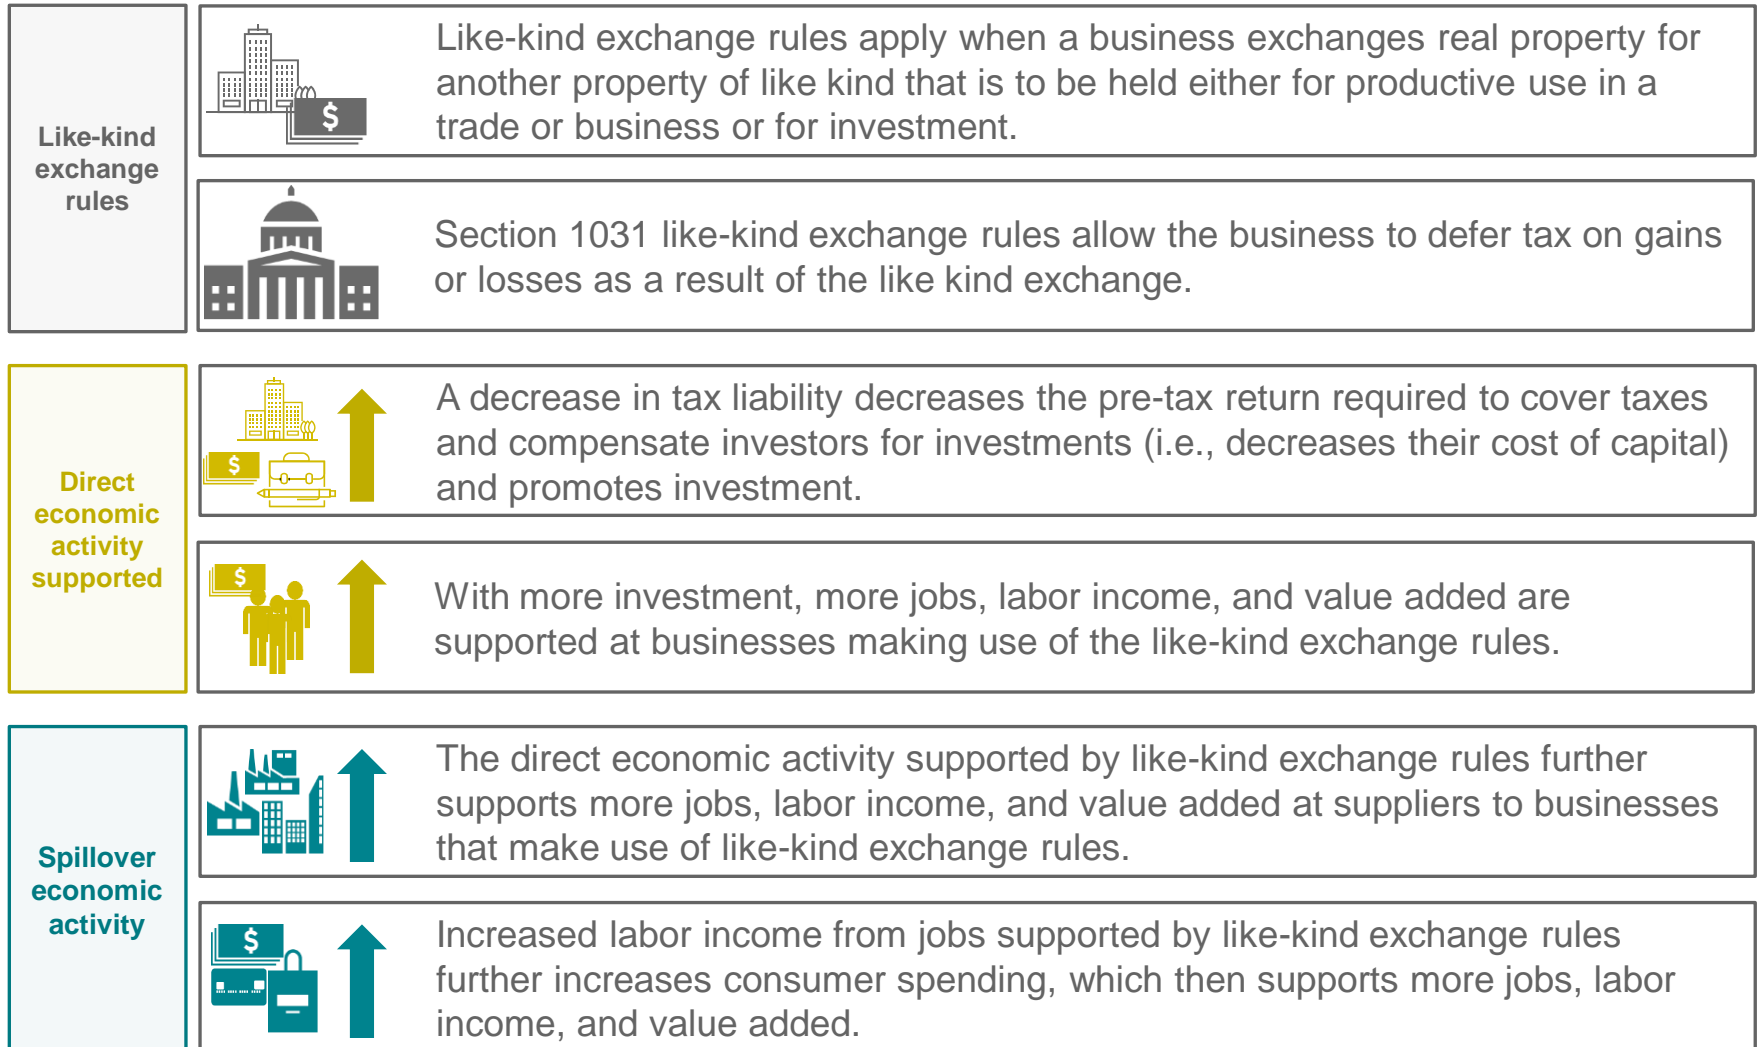 Like-kind
exchange
rules
Like-kind exchange rules apply when a business exchanges real property for
another property of like kind that is to be held either for productive use in a
trade or business or for investment.
$
Section 1031 like-kind exchange rules allow the business to defer tax on gains
or losses as a result of the like kind exchange.
Direct
economic
activity
supported
A decrease in tax liability decreases the pre-tax return required to cover taxes
and compensate investors for investments (i.e., decreases their cost of capital)
and promotes investment.
$
With more investment, more jobs, labor income, and value added are
supported at businesses making use of the like-kind exchange rules.
$
Spillover
economic
activity
The direct economic activity supported by like-kind exchange rules further
supports more jobs, labor income, and value added at suppliers to businesses
that make use of like-kind exchange rules.
Increased labor income from jobs supported by like-kind exchange rules
further increases consumer spending, which then supports more jobs, labor
income, and value added.
$